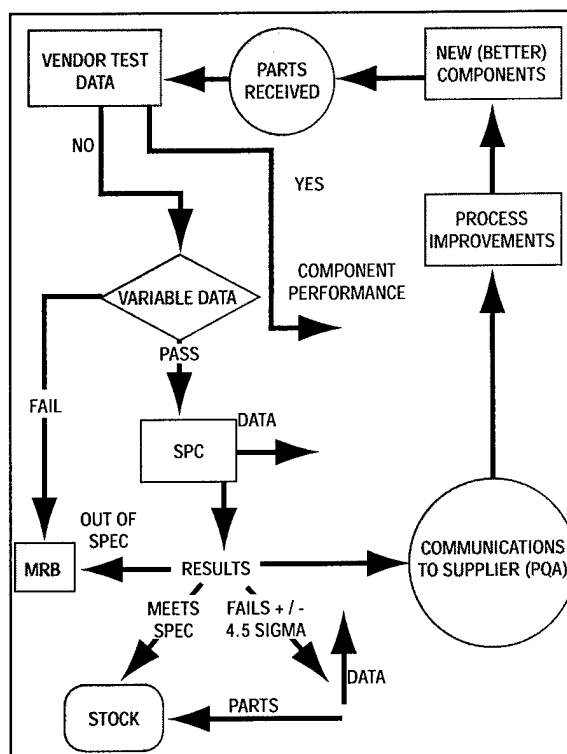 VENDOR TEST
DATA
PARTS
RECEIVED
NEW (BETTER)
COMPONENTS
NO
YES
PROCESS
IMPROVEMENTS
COMPONENT
PERFORMANCE
VARIABLE DATA
PASS
FAIL
DATA
SPC
OUT OF
SPEC
MRB
RESULTS
COMMUNICATIONS
TO SUPPLIER (PQA)
MEETS
SPEC
FAILS + / -
4.5 SIGMA
DATA
PARTS
STOCK